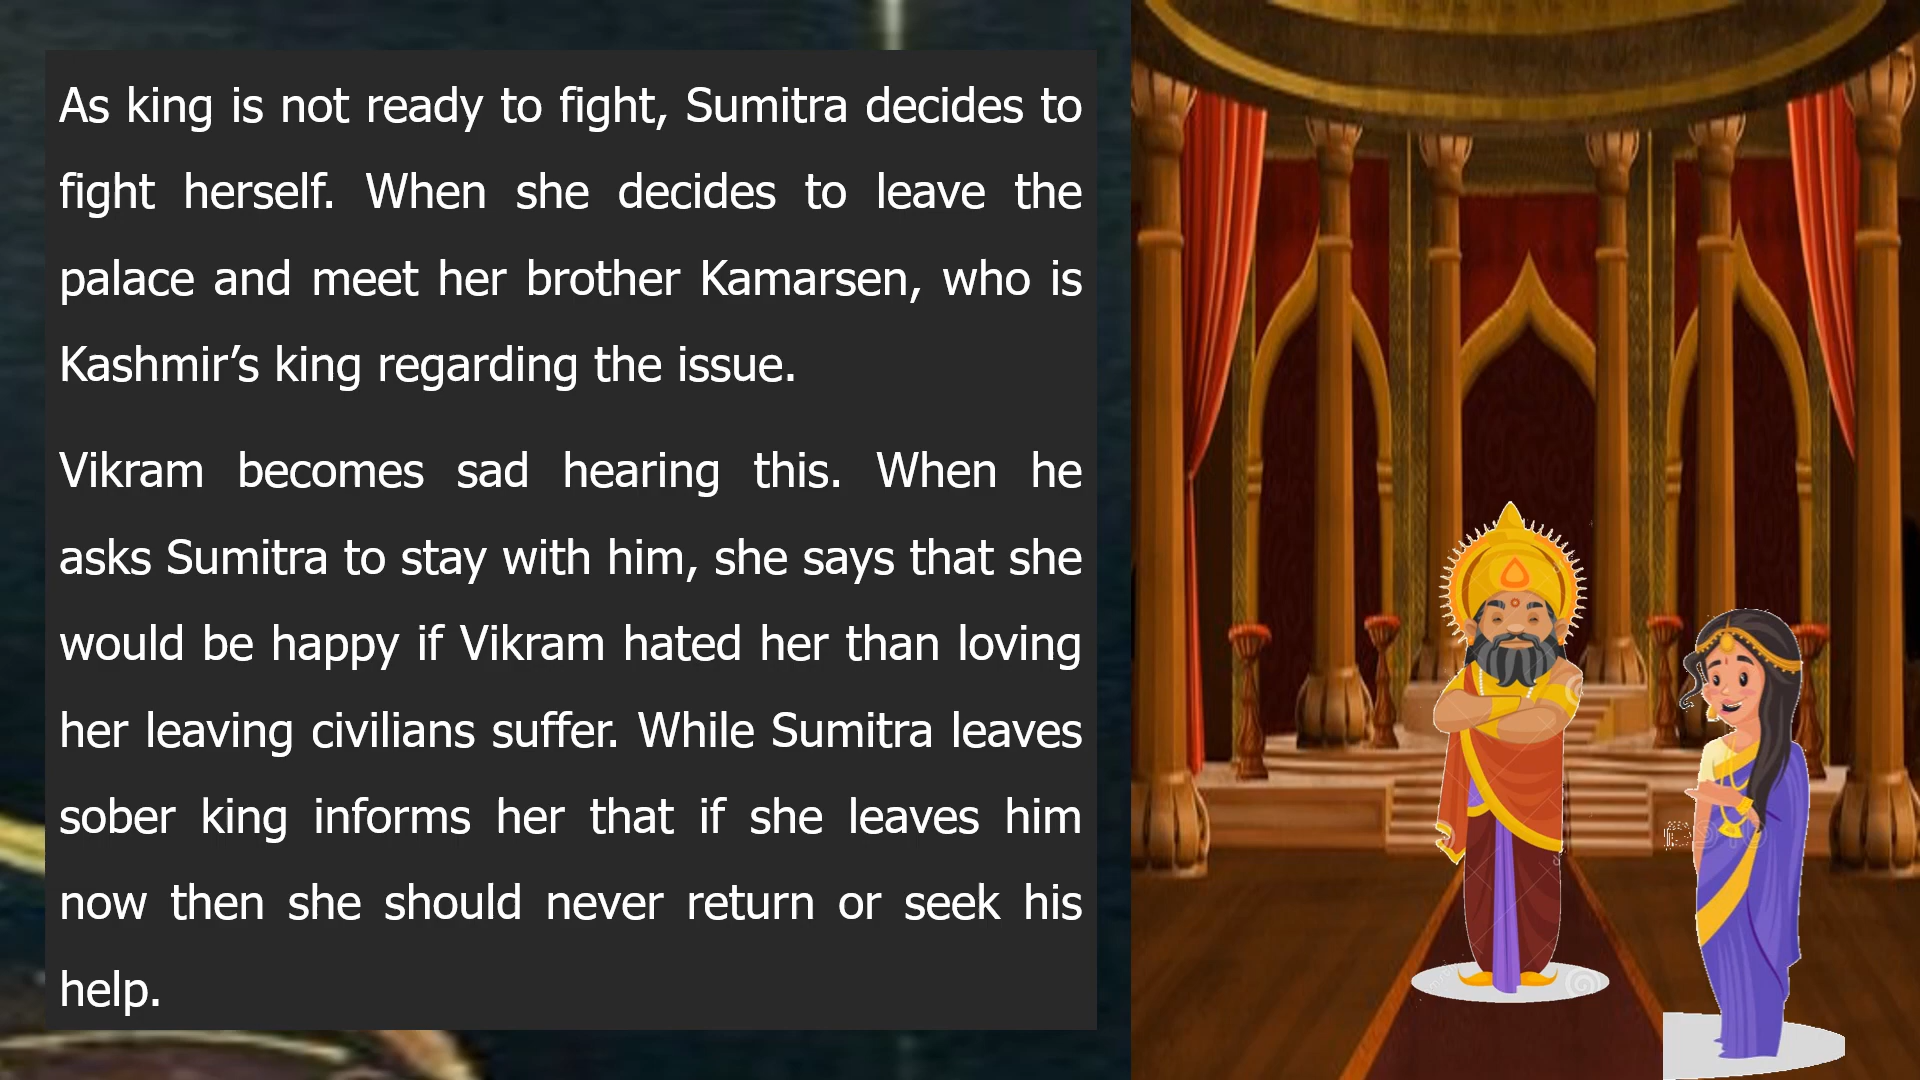 As king is not ready to fight, Sumitra decides to
fight herself. When she decides to leave the
palace and meet her brother Kamarsen, who is
Kashmir’s king regarding the issue.
Vikram becomes sad hearing this. When he
asks Sumitra to stay with him, she says that she
would be happy if Vikram hated her than loving
her leaving civilians suffer. While Sumitra leaves
sober king informs her that if she leaves him
now then she should never return or seek his
help.